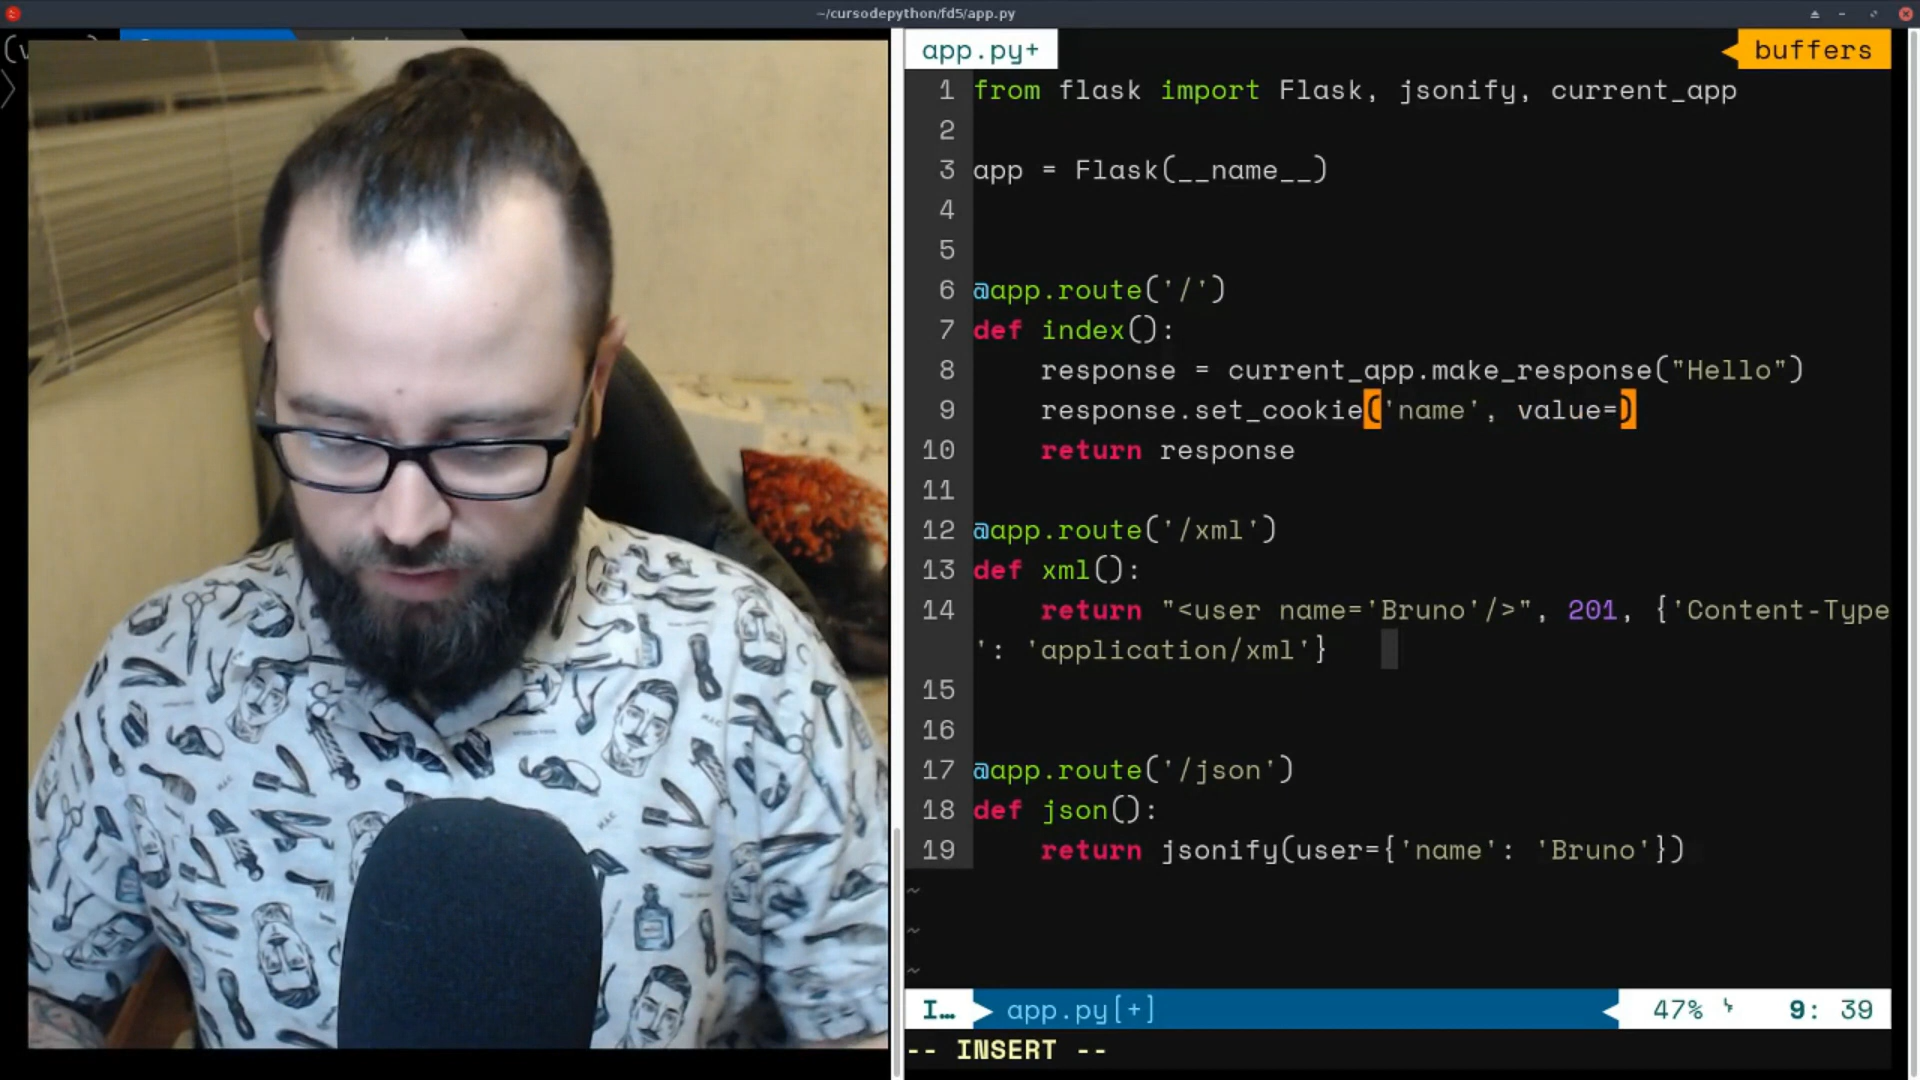 ~/cursodepython/fd5/app.py
app.py+
buffers
1 from flask import Flask, jsonify, current_app
2
3 app = Flask(__name__)
4
5
6 @app.route('/')
7 def index():
8     response = current_app.make_response("Hello")
9     response.set_cookie('name', value=)
10     return response
11
12 @app.route('/xml')
13 def xml():
14     return "<user name='Bruno'/>", 201, {'Content-Type
': 'application/xml'}
15
16
17 @app.route('/json')
18 def json():
19     return jsonify(user={'name': 'Bruno'})
~
~
~
I… app.py[+] 47% 9: 39
-- INSERT --